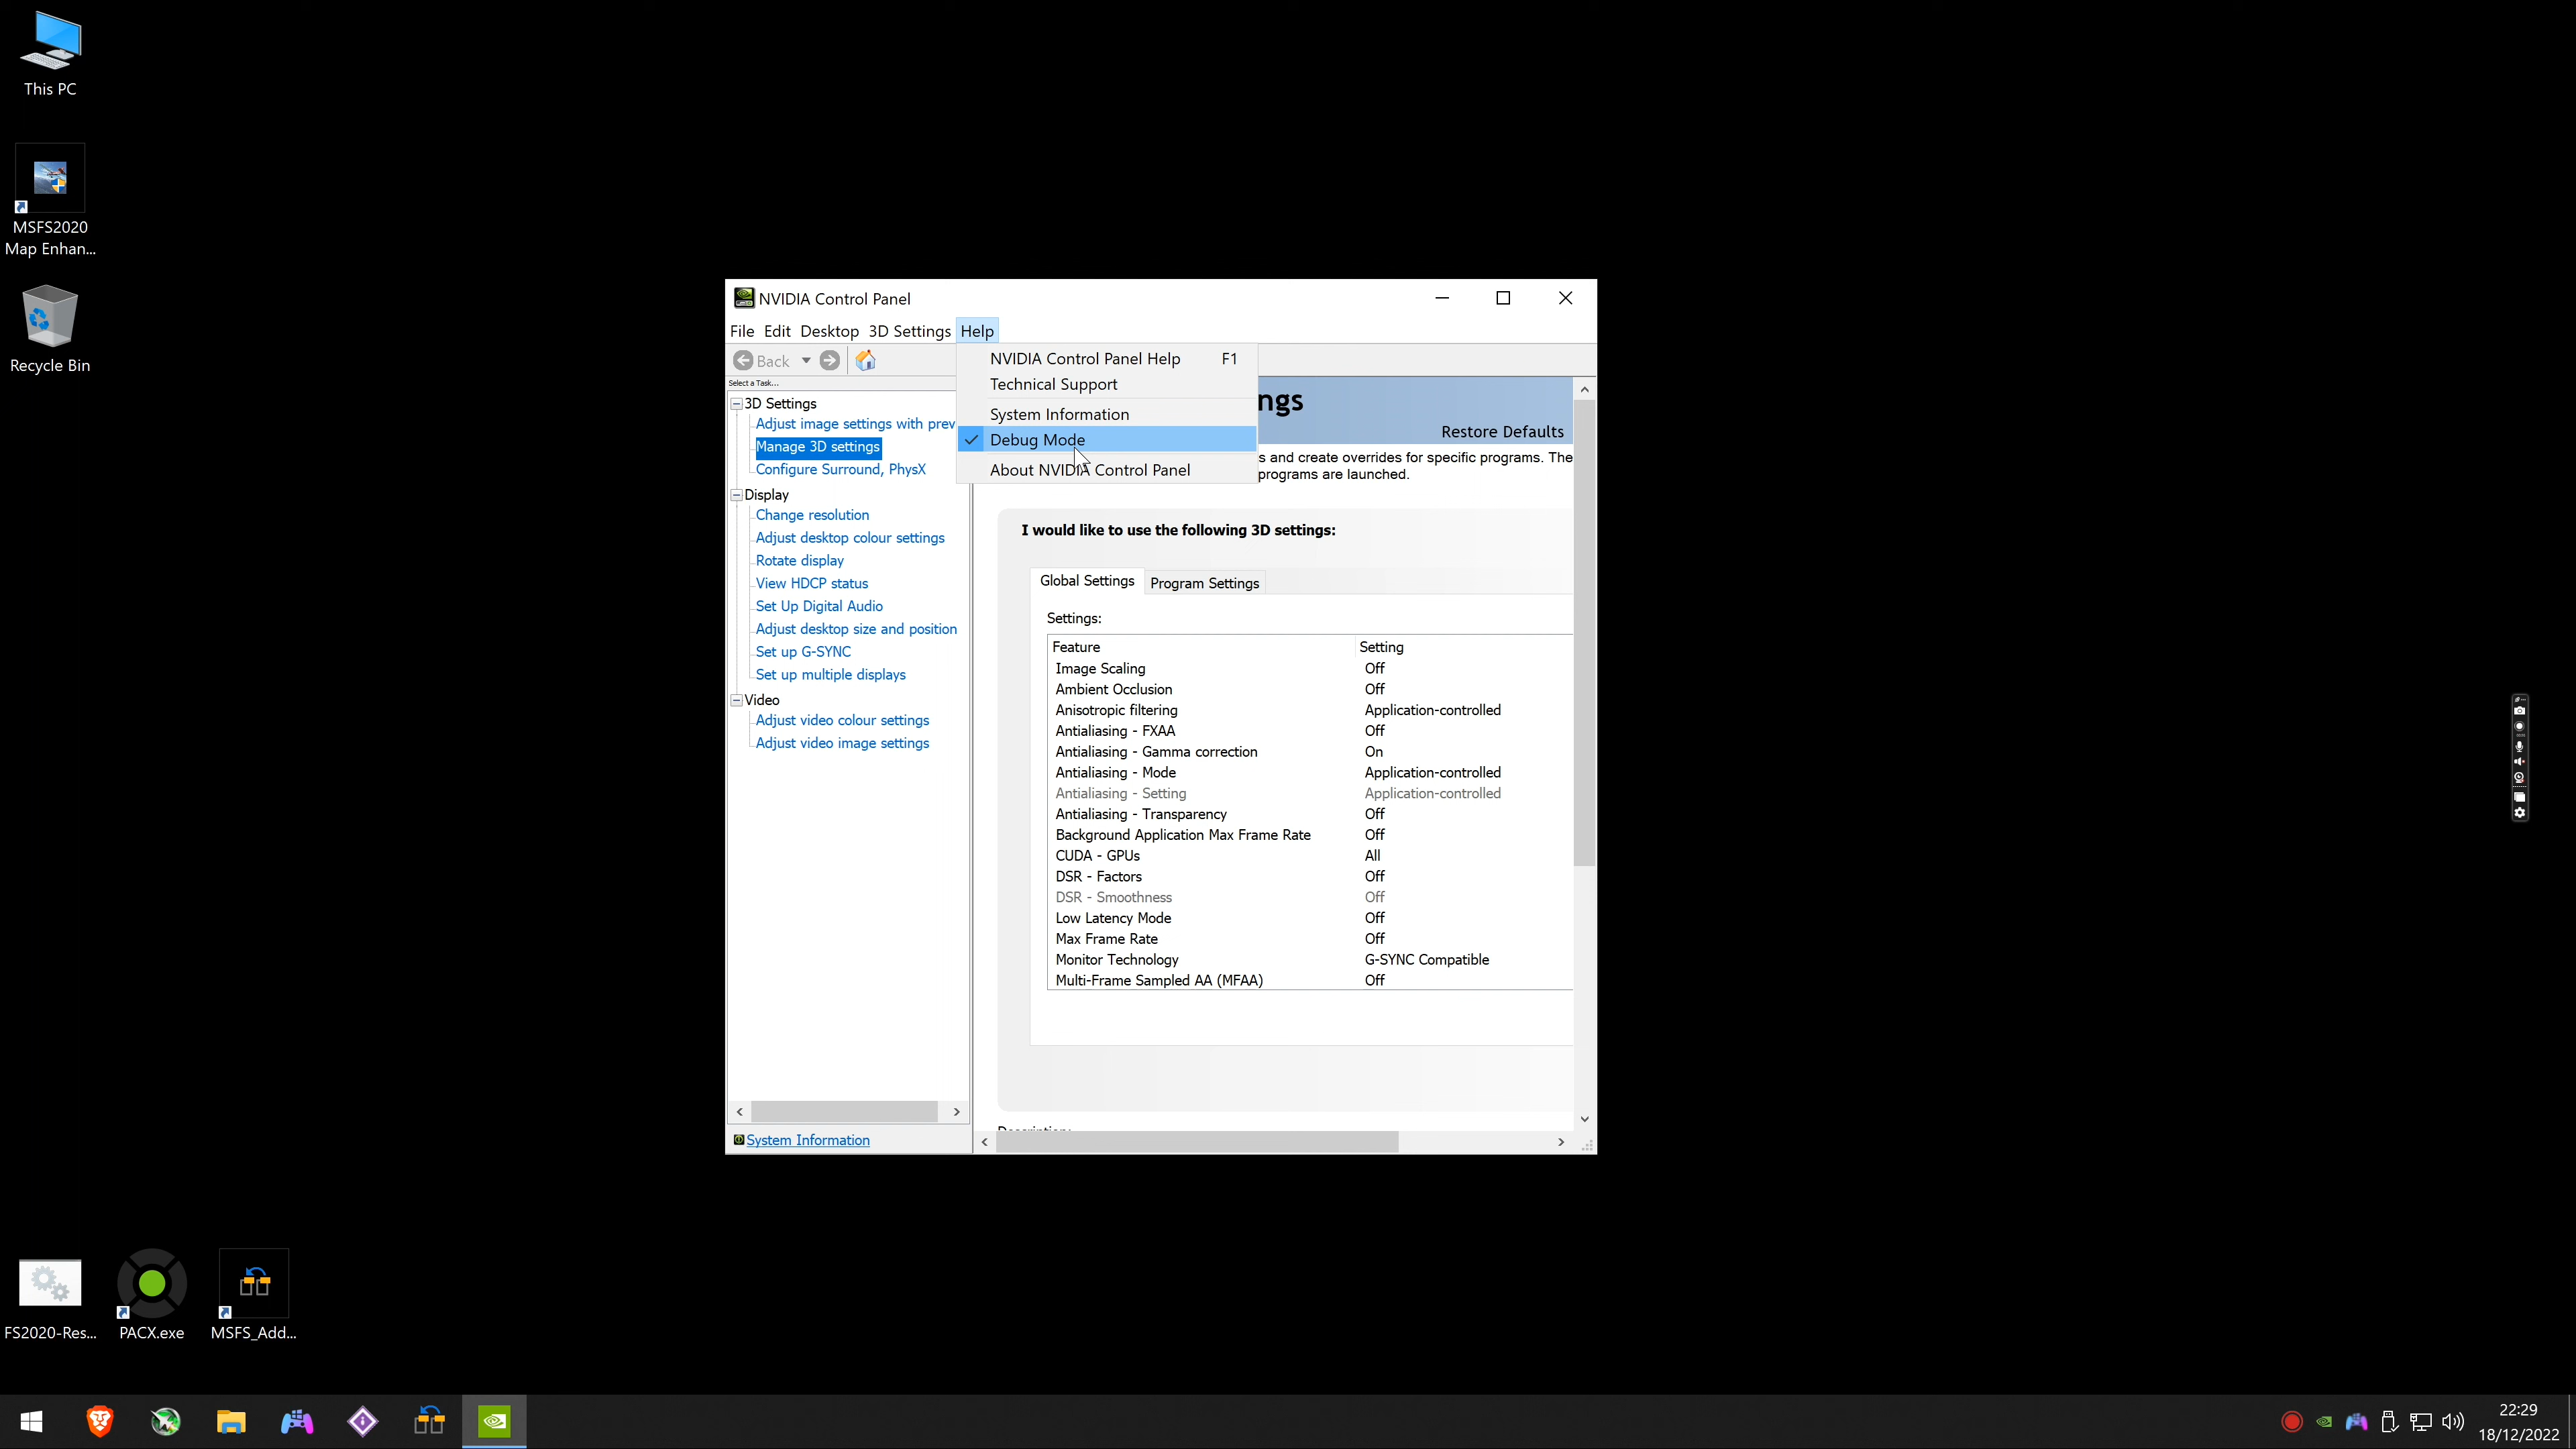 This PC
MSFS2020
Map Enhan...
Recycle Bin
NVIDIA Control Panel
File Edit Desktop 3D Settings Help
Back
NVIDIA Control Panel Help F1
Technical Support
System Information
Debug Mode
About NVIDIA Control Panel
Select a Task...
3D Settings
Adjust image settings with prev
Manage 3D settings
Configure Surround, PhysX
Display
Change resolution
Adjust desktop colour settings
Rotate display
View HDCP status
Set Up Digital Audio
Adjust desktop size and position
Set up G-SYNC
Set up multiple displays
Video
Adjust video colour settings
Adjust video image settings
System Information
ngs
Restore Defaults
s and create overrides for specific programs. The
programs are launched.
I would like to use the following 3D settings:
Global Settings Program Settings
Settings:
Feature Setting
Image Scaling Off
Ambient Occlusion Off
Anisotropic filtering Application-controlled
Antialiasing - FXAA Off
Antialiasing - Gamma correction On
Antialiasing - Mode Application-controlled
Antialiasing - Setting Application-controlled
Antialiasing - Transparency Off
Background Application Max Frame Rate Off
CUDA - GPUs All
DSR - Factors Off
DSR - Smoothness Off
Low Latency Mode Off
Max Frame Rate Off
Monitor Technology G-SYNC Compatible
Multi-Frame Sampled AA (MFAA) Off
FS2020-Res...
PACX.exe
MSFS_Add...
22:29
18/12/2022